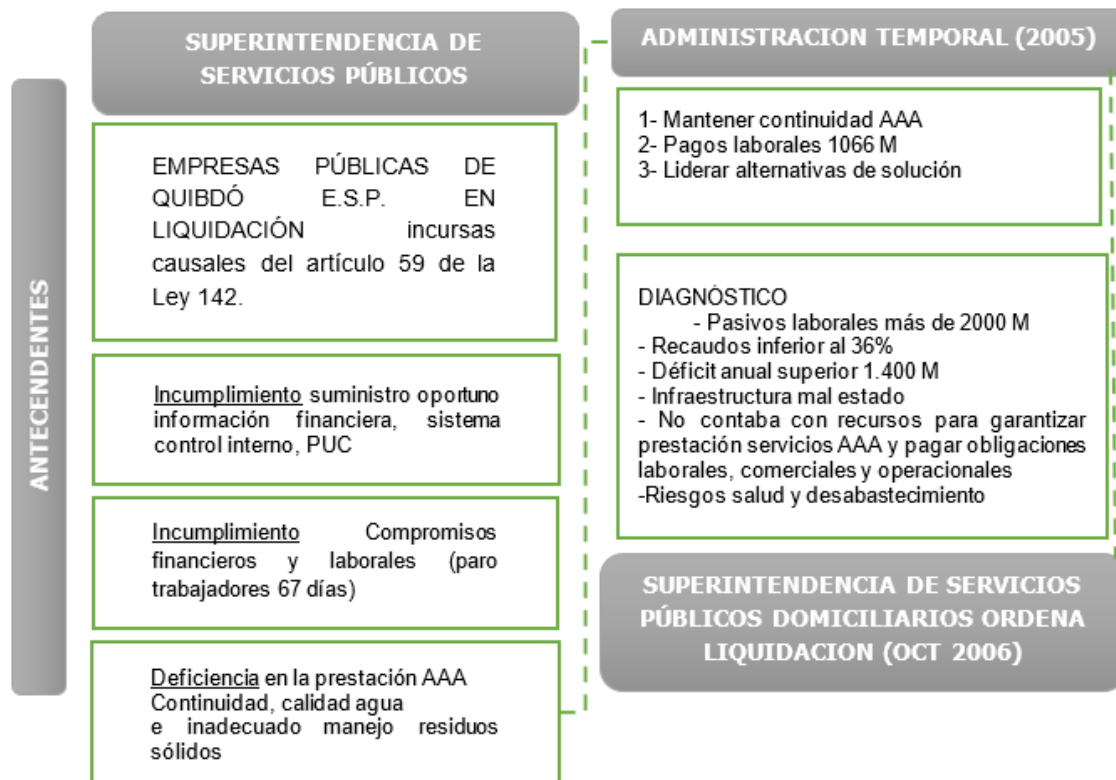 ANTECENDENTES
SUPERINTENDENCIA DE
SERVICIOS PÚBLICOS
EMPRESAS PÚBLICAS DE
QUIBDÓ E.S.P. EN
LIQUIDACIÓN incursas
causales del artículo 59 de la
Ley 142.
Incumplimiento suministro oportuno
información financiera, sistema
control interno, PUC
Incumplimiento Compromisos
financieros y laborales (paro
trabajadores 67 días)
Deficiencia en la prestación AAA
Continuidad, calidad agua
e inadecuado manejo residuos
sólidos
ADMINISTRACION TEMPORAL (2005)
1- Mantener continuidad AAA
2- Pagos laborales 1066 M
3- Liderar alternativas de solución
DIAGNÓSTICO
- Pasivos laborales más de 2000 M
- Recaudos inferior al 36%
- Déficit anual superior 1.400 M
- Infraestructura mal estado
- No contaba con recursos para garantizar
prestación servicios AAA y pagar obligaciones
laborales, comerciales y operacionales
-Riesgos salud y desabastecimiento
SUPERINTENDENCIA DE SERVICIOS
PÚBLICOS DOMICILIARIOS ORDENA
LIQUIDACION (OCT 2006)